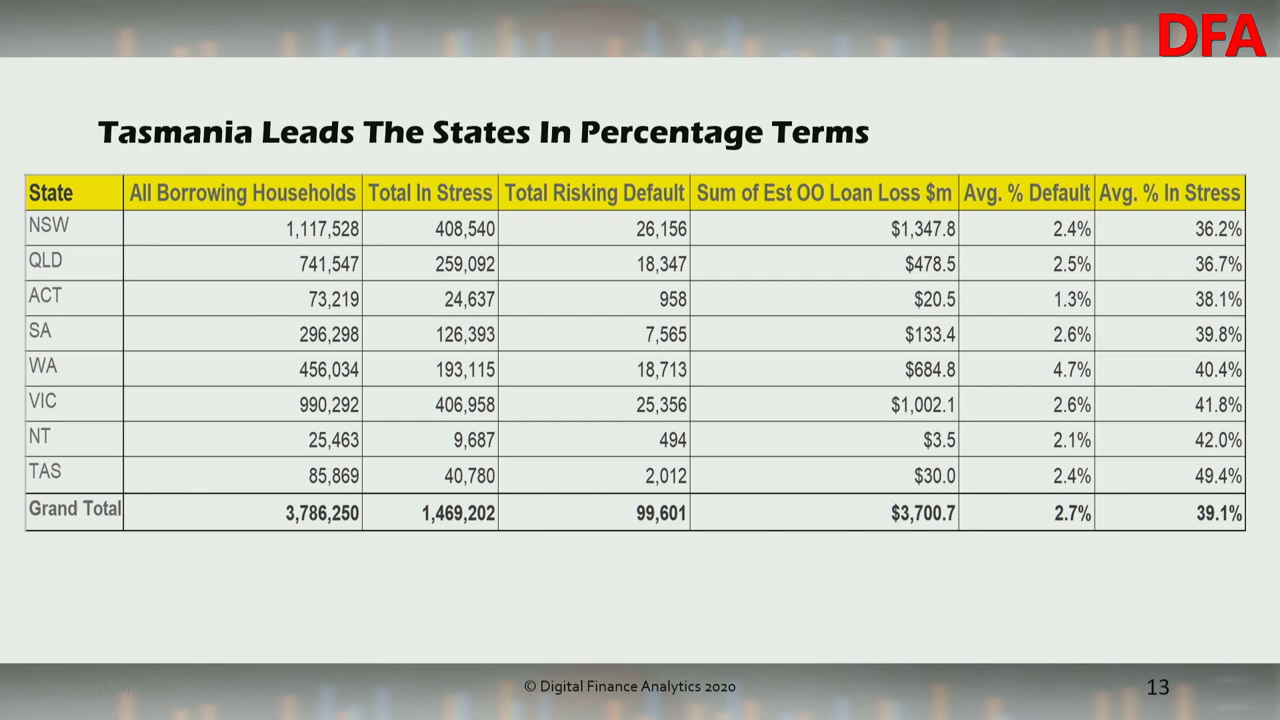 DFA
Tasmania Leads The States In Percentage Terms
State All Borrowing Households Total In Stress Total Risking Default Sum of Est OO Loan Loss $m Avg. % Default Avg. % In Stress
NSW 1,117,528 408,540 26,156 $1,347.8 2.4% 36.2%
QLD 741,547 259,092 18,347 $478.5 2.5% 36.7%
ACT 73,219 24,637 958 $20.5 1.3% 38.1%
SA 296,298 126,393 7,565 $133.4 2.6% 39.8%
WA 456,034 193,115 18,713 $684.8 4.7% 40.4%
VIC 990,292 406,958 25,356 $1,002.1 2.6% 41.8%
NT 25,463 9,687 494 $3.5 2.1% 42.0%
TAS 85,869 40,780 2,012 $30.0 2.4% 49.4%
Grand Total 3,786,250 1,469,202 99,601 $3,700.7 2.7% 39.1%
© Digital Finance Analytics 2020
13